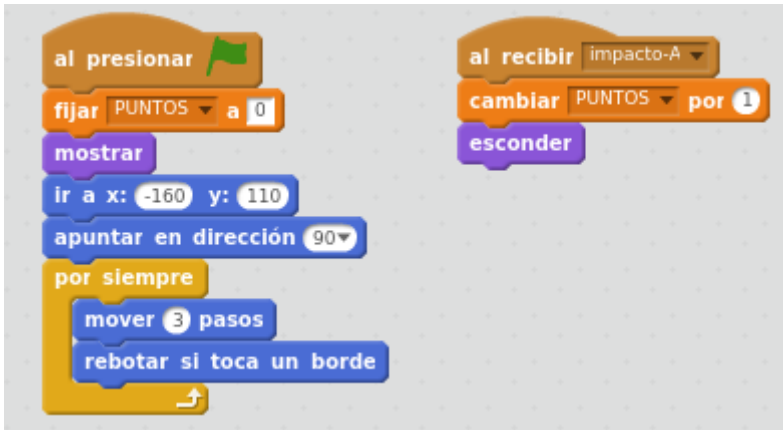 al presionar
fijar PUNTOS a 0
mostrar
ir a x: -160 y: 110
apuntar en dirección 90
por siempre
mover 3 pasos
rebotar si toca un borde
al recibir impacto-A
cambiar PUNTOS por 1
esconder